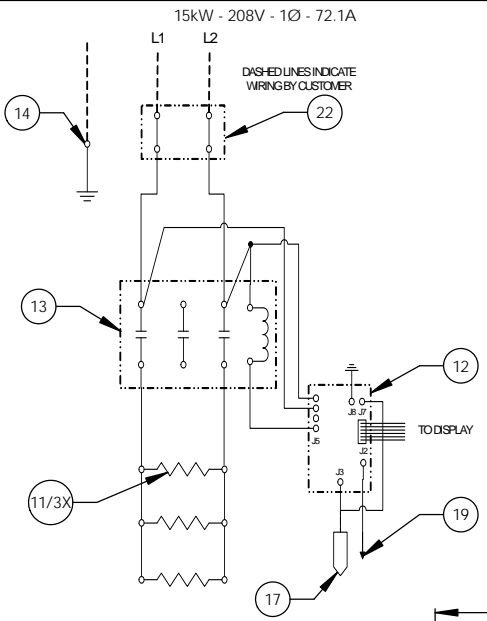 15kW - 208V - 1Ø - 72.1A
L1 L2
DASHED LINES INDICATE
WIRING BY CUSTOMER
14
22
13
12
J8 J7
TO DISPLAY
J5
J2
J3
11/3X
19
17